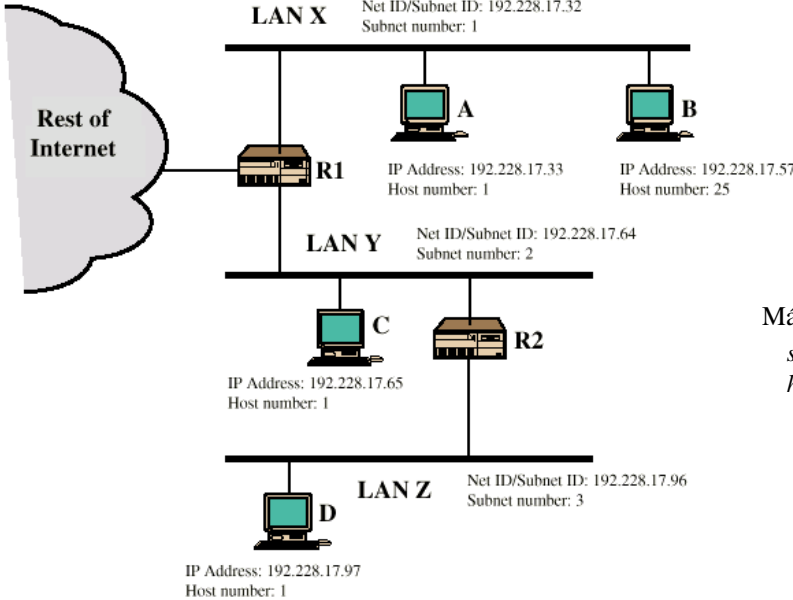 LAN X
Net ID/Subnet ID: 192.228.17.32
Subnet number: 1
Rest of
Internet
A
B
R1
IP Address: 192.228.17.33
Host number: 1
IP Address: 192.228.17.57
Host number: 25
LAN Y
Net ID/Subnet ID: 192.228.17.64
Subnet number: 2
C
R2
IP Address: 192.228.17.65
Host number: 1
LAN Z
Net ID/Subnet ID: 192.228.17.96
Subnet number: 3
D
IP Address: 192.228.17.97
Host number: 1